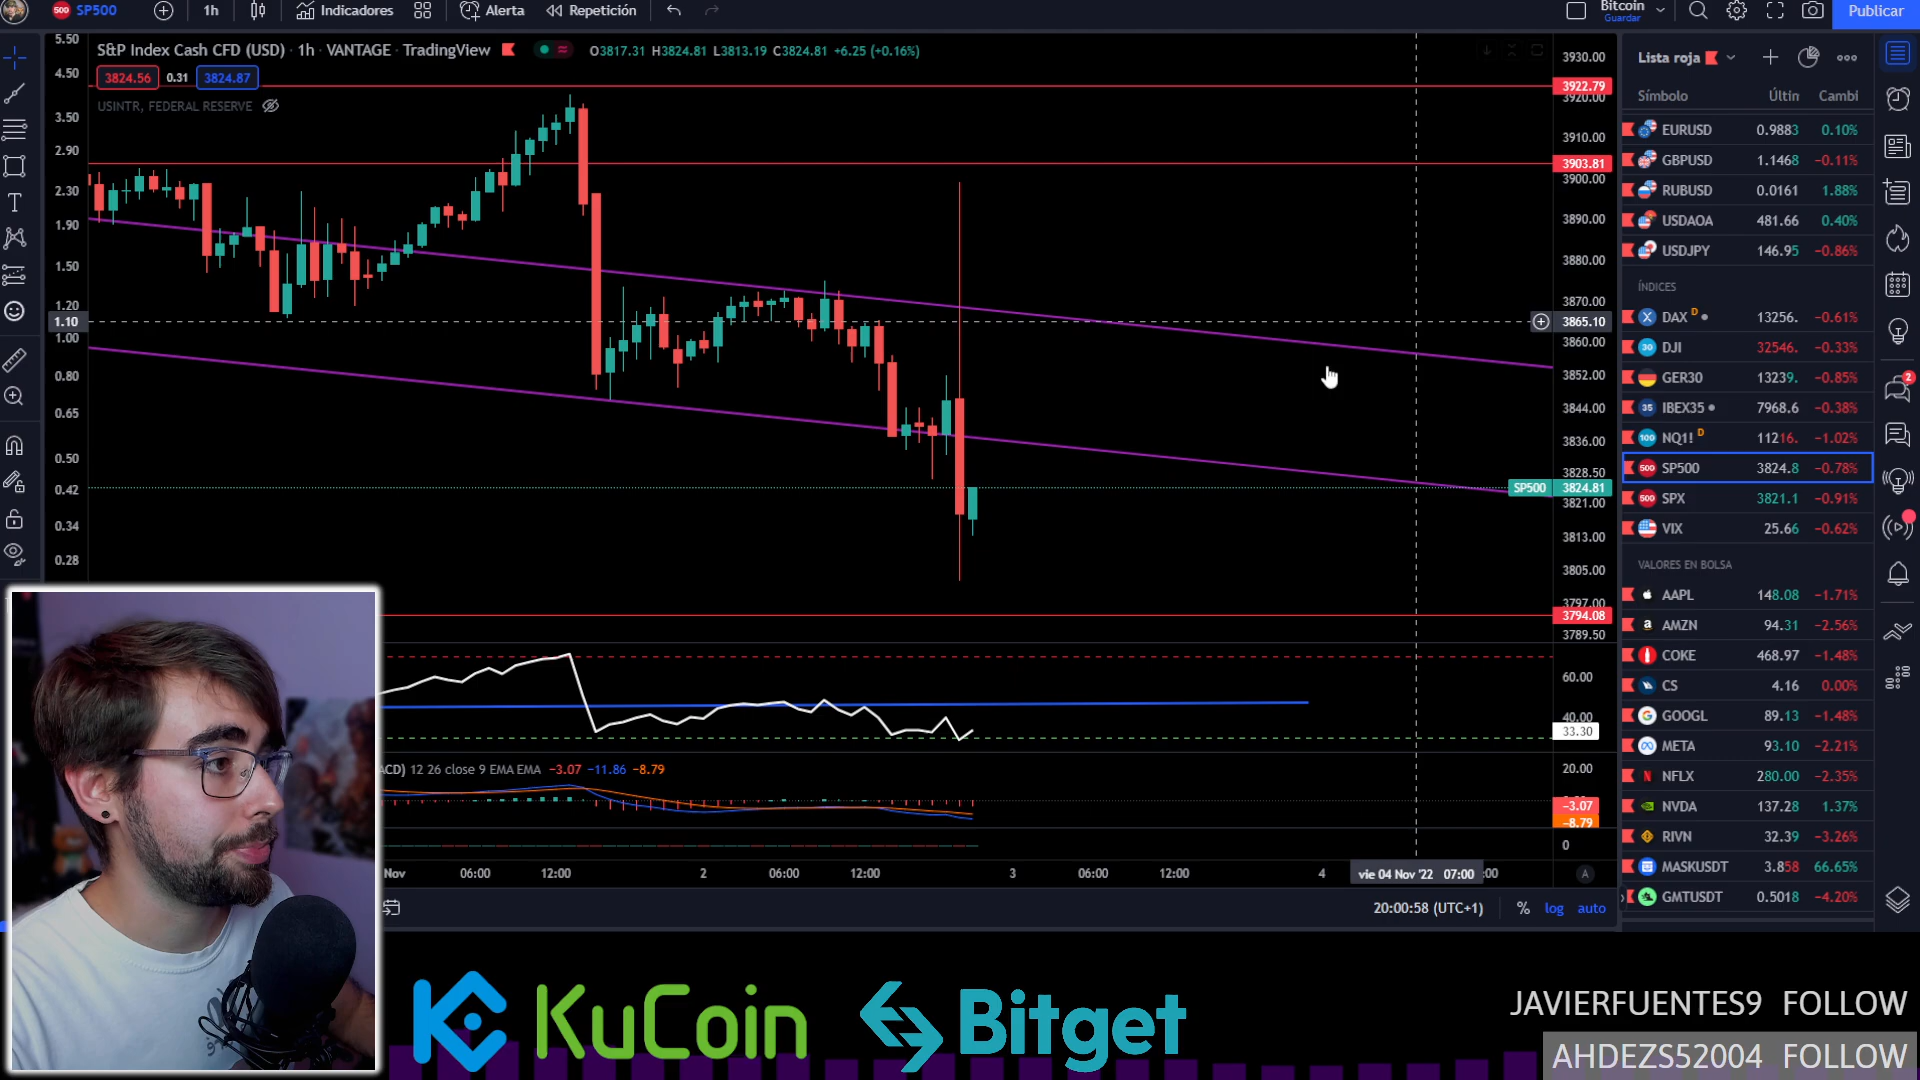 500 SP500
1h
Indicadores
Alerta
Repetición
Bitcoin
Guardar
Publicar
S&P Index Cash CFD (USD) · 1h · VANTAGE · TradingView
O3817.31 H3824.81 L3813.19 C3824.81 +6.25 (+0.16%)
3824.56 0.31 3824.87
USINTR, FEDERAL RESERVE
5.50
4.50
3.50
2.90
2.30
1.90
1.50
1.20
1.10
1.00
0.80
0.65
0.50
0.42
0.34
0.28
3930.00
3922.79
3920.00
3910.00
3903.81
3900.00
3890.00
3880.00
3870.00
3865.10
3860.00
3852.00
3844.00
3836.00
3828.50
SP500 3824.81
3821.00
3813.00
3805.00
3797.00
3794.08
3789.50
60.00
40.00
33.30
ACD) 12 26 close 9 EMA EMA −3.07 −11.86 −8.79
20.00
−3.07
−8.79
0
Nov 06:00 12:00 2 06:00 12:00 3 06:00 12:00 4 vie 04 Nov '22 07:00 :00
A
20:00:58 (UTC+1) % log auto
Lista roja
Símbolo Últin Cambi
EURUSD 0.9883 0.10%
GBPUSD 1.1468 −0.11%
RUBUSD 0.0161 1.88%
USDAOA 481.66 0.40%
USDJPY 146.95 −0.86%
ÍNDICES
X DAX D 13256. −0.61%
30 DJI 32546. −0.33%
GER30 13239. −0.85%
35 IBEX35 7968.6 −0.38%
100 NQ1! D 11216. −1.02%
500 SP500 3824.8 −0.78%
500 SPX 3821.1 −0.91%
VIX 25.66 −0.62%
VALORES EN BOLSA
AAPL 148.08 −1.71%
a AMZN 94.31 −2.56%
COKE 468.97 −1.48%
CS 4.16 0.00%
G GOOGL 89.13 −1.48%
META 93.10 −2.21%
N NFLX 280.00 −2.35%
NVDA 137.28 1.37%
RIVN 32.39 −3.26%
MASKUSDT 3.858 66.65%
GMTUSDT 0.5018 −4.20%
2
KuCoin
Bitget
JAVIERFUENTES9 FOLLOW
AHDEZS52004 FOLLOW